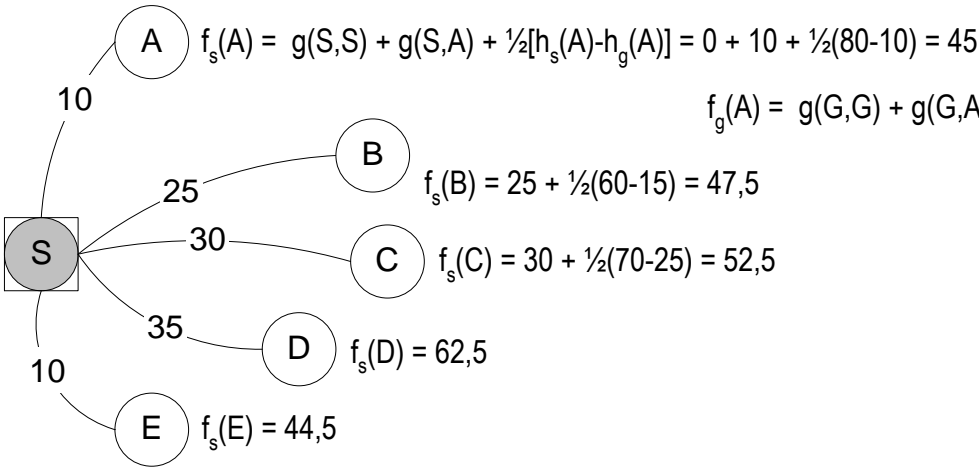 A f_s(A) = g(S,S) + g(S,A) + ½[h_s(A)-h_g(A)] = 0 + 10 + ½(80-10) = 45
10
f_g(A) = g(G,G) + g(G,A
B
25
f_s(B) = 25 + ½(60-15) = 47,5
30
S
C f_s(C) = 30 + ½(70-25) = 52,5
35
D f_s(D) = 62,5
10
E f_s(E) = 44,5